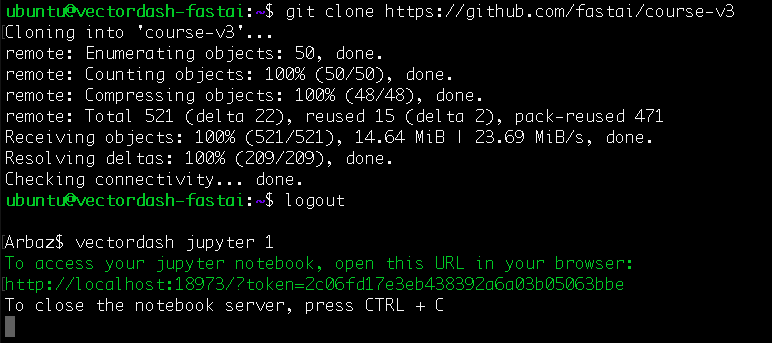 ubuntu@vectordash-fastai:~$ git clone https://github.com/fastai/course-v3
Cloning into 'course-v3'...
remote: Enumerating objects: 50, done.
remote: Counting objects: 100% (50/50), done.
remote: Compressing objects: 100% (48/48), done.
remote: Total 521 (delta 22), reused 15 (delta 2), pack-reused 471
Receiving objects: 100% (521/521), 14.64 MiB | 23.69 MiB/s, done.
Resolving deltas: 100% (209/209), done.
Checking connectivity... done.
ubuntu@vectordash-fastai:~$ logout
Arbaz$ vectordash jupyter 1
To access your jupyter notebook, open this URL in your browser:
http://localhost:18973/?token=2c06fd17e3eb438392a6a03b05063bbe
To close the notebook server, press CTRL + C